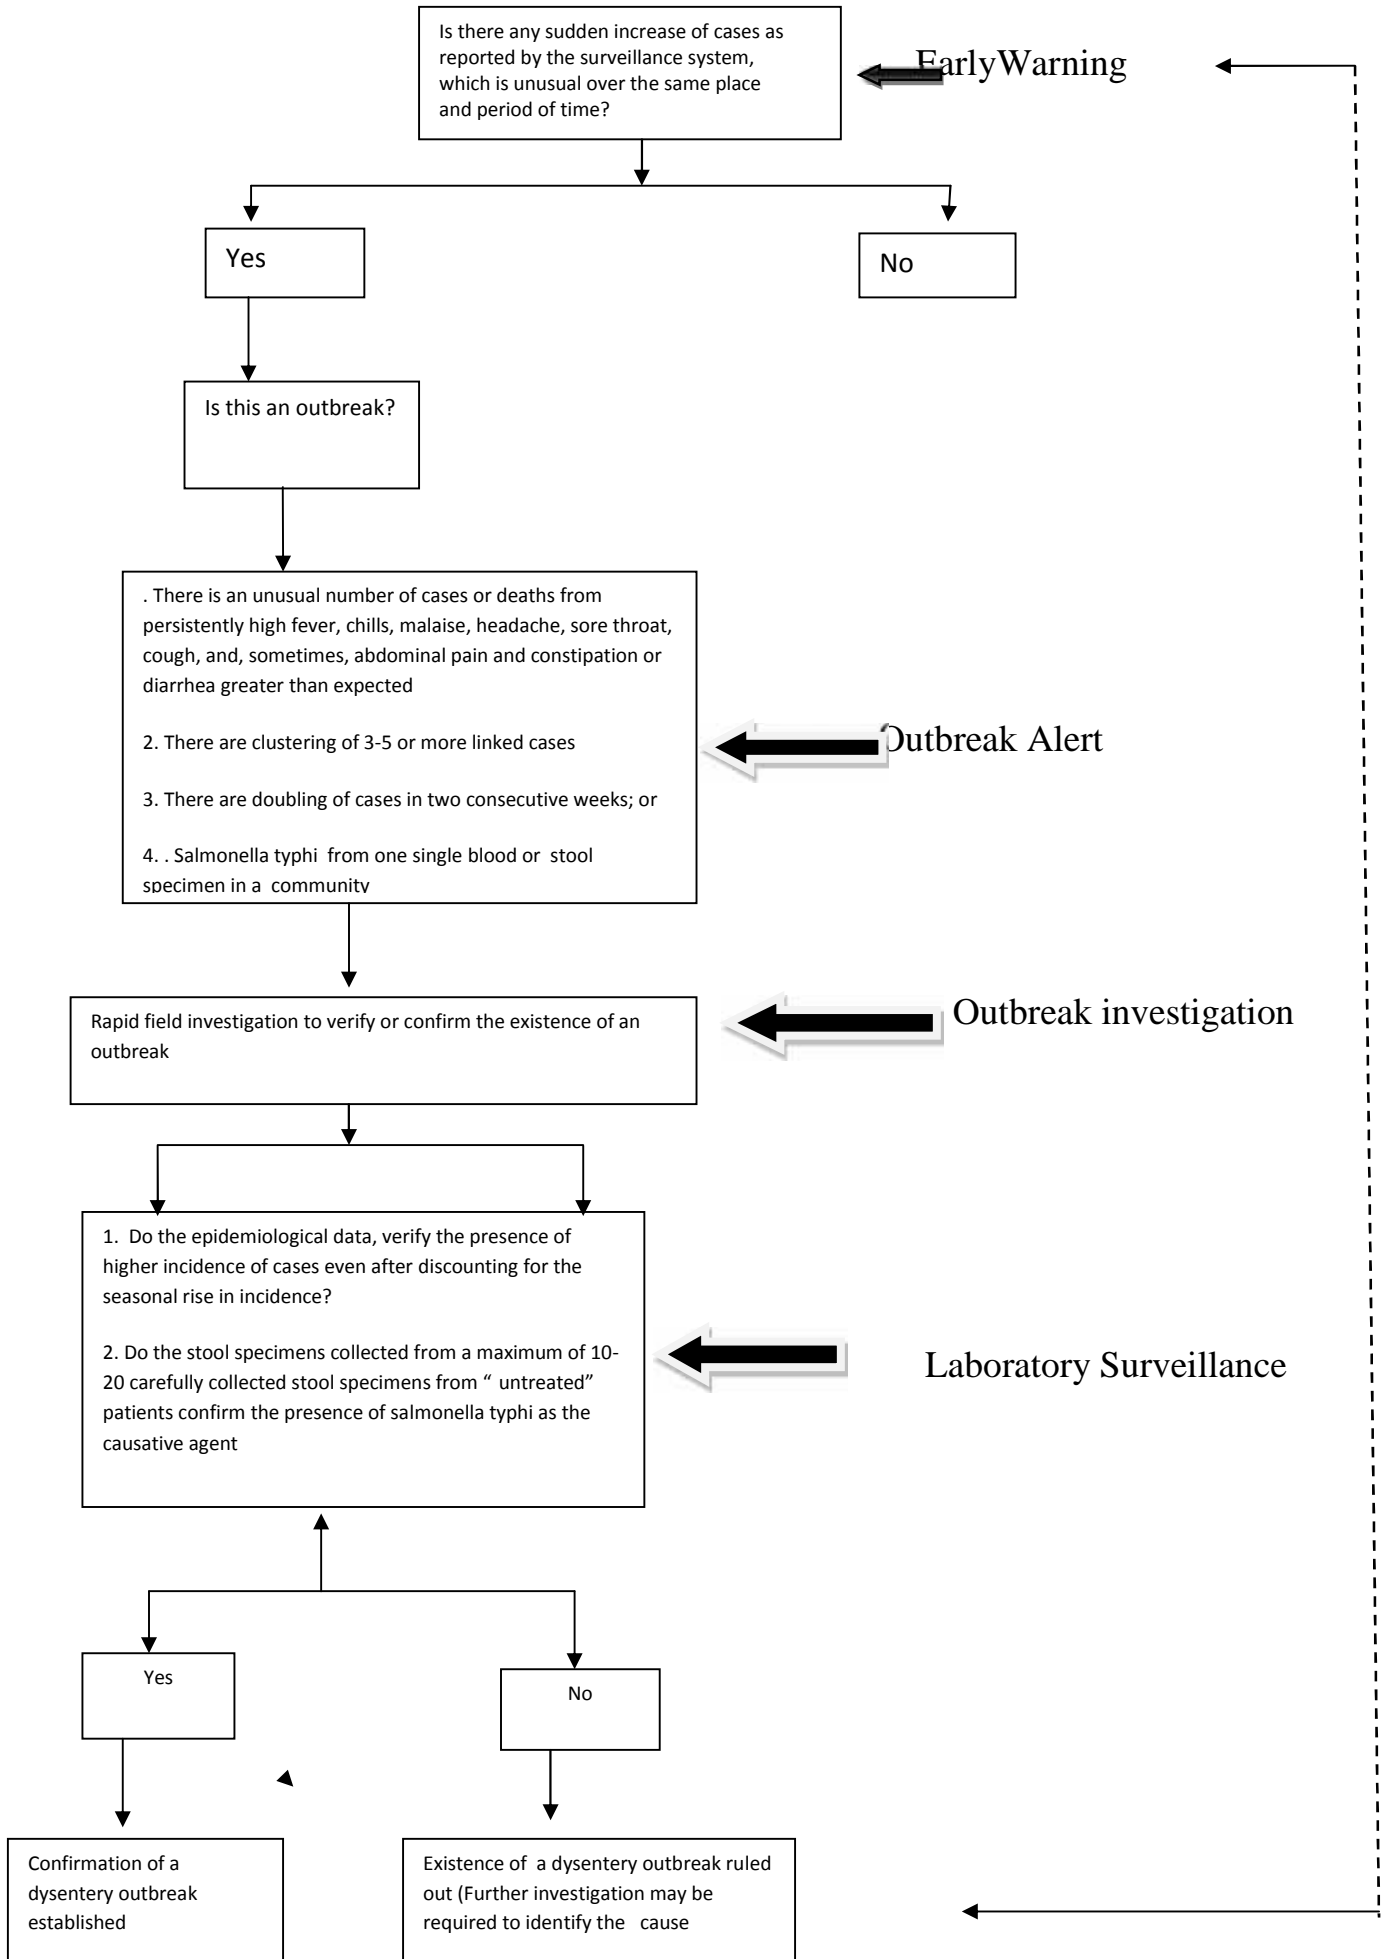 Is there any sudden increase of cases as
reported by the surveillance system,
which is unusual over the same place
and period of time?
EarlyWarning
Yes
No
Is this an outbreak?
. There is an unusual number of cases or deaths from
persistently high fever, chills, malaise, headache, sore throat,
cough, and, sometimes, abdominal pain and constipation or
diarrhea greater than expected
2. There are clustering of 3-5 or more linked cases
3. There are doubling of cases in two consecutive weeks; or
4. . Salmonella typhi from one single blood or stool
specimen in a community
Outbreak Alert
Rapid field investigation to verify or confirm the existence of an
outbreak
Outbreak investigation
1. Do the epidemiological data, verify the presence of
higher incidence of cases even after discounting for the
seasonal rise in incidence?
2. Do the stool specimens collected from a maximum of 10-
20 carefully collected stool specimens from “ untreated”
patients confirm the presence of salmonella typhi as the
causative agent
Laboratory Surveillance
Yes
No
Confirmation of a
dysentery outbreak
established
Existence of a dysentery outbreak ruled
out (Further investigation may be
required to identify the cause